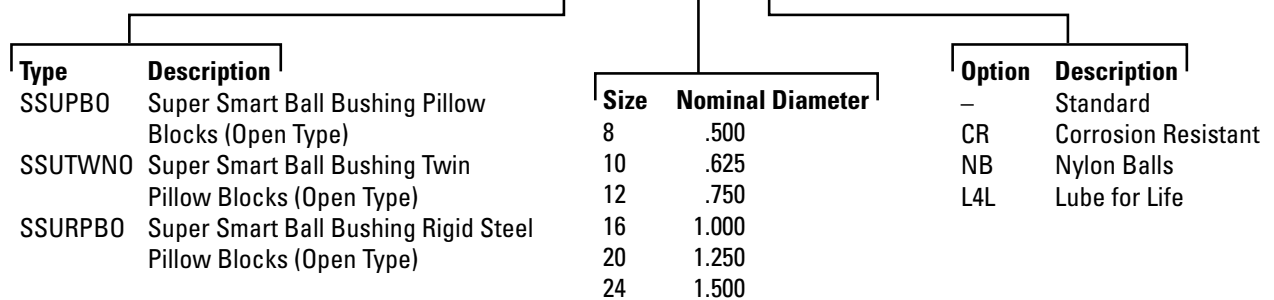 Type Description
SSUPBO Super Smart Ball Bushing Pillow
Blocks (Open Type)
SSUTWNO Super Smart Ball Bushing Twin
Pillow Blocks (Open Type)
SSURPBO Super Smart Ball Bushing Rigid Steel
Pillow Blocks (Open Type)
Size Nominal Diameter
8 .500
10 .625
12 .750
16 1.000
20 1.250
24 1.500
Option Description
– Standard
CR Corrosion Resistant
NB Nylon Balls
L4L Lube for Life